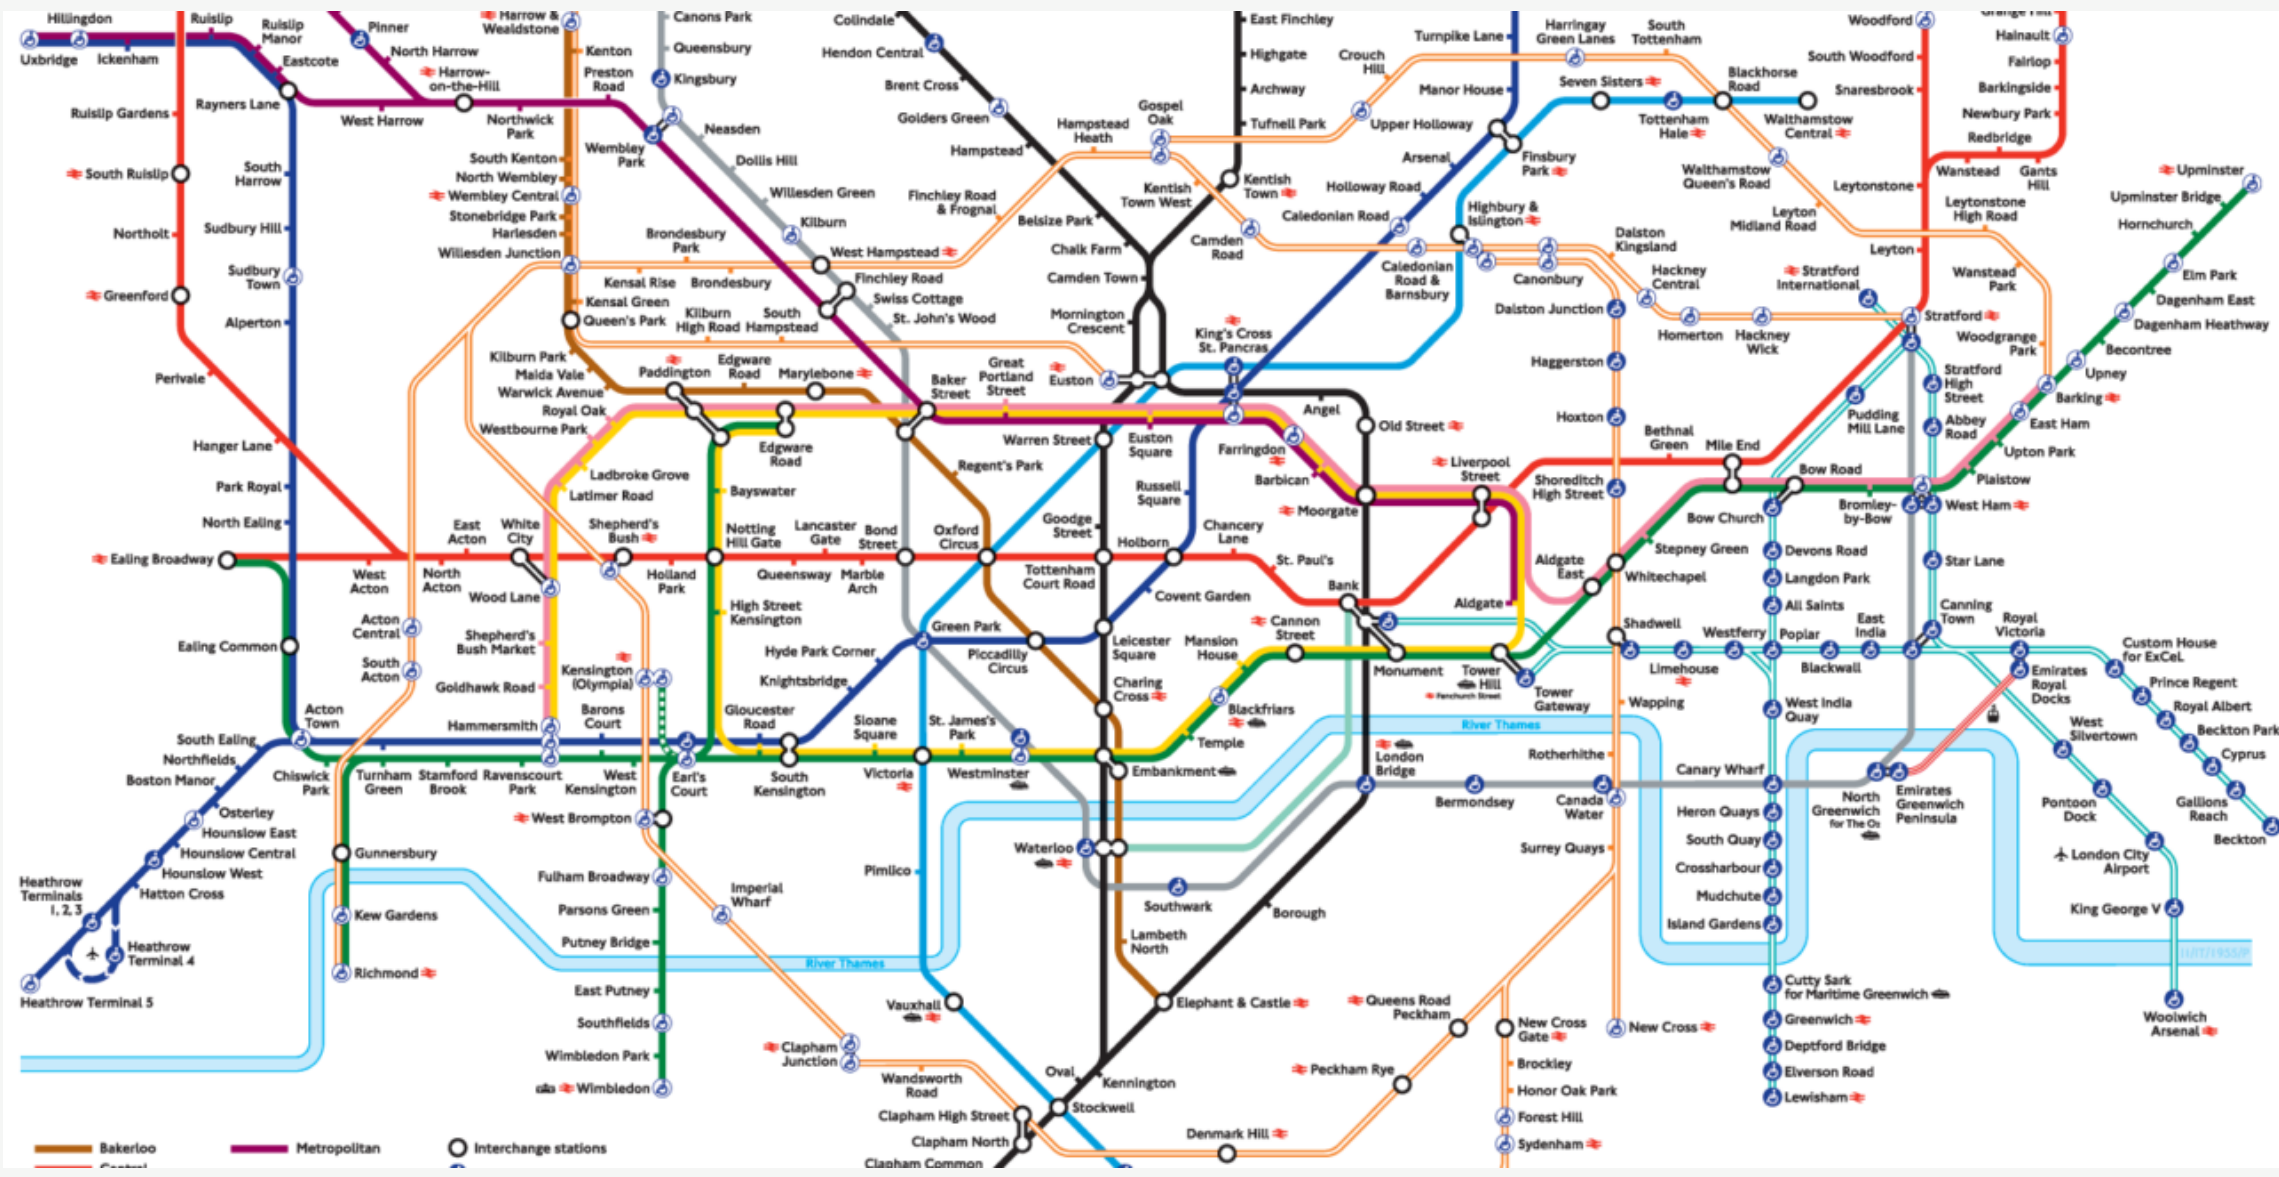 Hillingdon
Uxbridge
Ickenham
Ruislip
Ruislip
Manor
Eastcote
Pinner
North Harrow
Harrow-
on-the-Hill
Rayners Lane
West Harrow
Northwick
Park
Preston
Road
Harrow &
Wealdstone
Kenton
South Kenton
North Wembley
Wembley Central
Stonebridge Park
Harlesden
Willesden Junction
Kensal Green
Queen's Park
Kilburn Park
Maida Vale
Warwick Avenue
Royal Oak
Westbourne Park
Ladbroke Grove
Latimer Road
Canons Park
Queensbury
Kingsbury
Wembley
Park
Neasden
Dollis Hill
Willesden Green
Kilburn
West Hampstead
Finchley Road
Swiss Cottage
St. John's Wood
Brondesbury
Park
Kensal Rise
Brondesbury
Kilburn
High Road
South
Hampstead
Finchley Road
& Frognal
Hampstead
Heath
Gospel
Oak
Colindale
Hendon Central
Brent Cross
Golders Green
Hampstead
Belsize Park
Chalk Farm
Camden Town
Mornington
Crescent
Euston
East Finchley
Highgate
Archway
Tufnell Park
Kentish
Town
Kentish
Town West
Camden
Road
Upper Holloway
Crouch
Hill
Harringay
Green Lanes
South
Tottenham
Turnpike Lane
Manor House
Seven Sisters
Tottenham
Hale
Blackhorse
Road
Walthamstow
Central
Walthamstow
Queen's Road
Leyton
Midland Road
Leytonstone
High Road
Wanstead
Park
Woodgrange
Park
Arsenal
Holloway Road
Caledonian Road
Finsbury
Park
Highbury &
Islington
Caledonian
Road &
Barnsbury
Canonbury
Dalston
Kingsland
Hackney
Central
Homerton
Hackney
Wick
Stratford
International
Stratford
Dalston Junction
Haggerston
Hoxton
Shoreditch
High Street
Woodford
South Woodford
Snaresbrook
Leytonstone
Leyton
Grange Hill
Hainault
Fairlop
Barkingside
Newbury Park
Redbridge
Wanstead
Gants
Hill
Upminster
Upminster Bridge
Hornchurch
Elm Park
Dagenham East
Dagenham Heathway
Becontree
Upney
Barking
East Ham
Upton Park
Plaistow
West Ham
Stratford
High
Street
Abbey
Road
Pudding
Mill Lane
Star Lane
Canning
Town
Ruislip Gardens
South Ruislip
Northolt
Greenford
Perivale
Hanger Lane
South
Harrow
Sudbury Hill
Sudbury
Town
Alperton
Park Royal
North Ealing
Ealing Broadway
Ealing Common
West
Acton
North
Acton
East
Acton
White
City
Wood Lane
Shepherd's
Bush
Shepherd's
Bush Market
Goldhawk Road
Hammersmith
Holland
Park
Notting
Hill Gate
Queensway
Lancaster
Gate
Marble
Arch
Bond
Street
Oxford
Circus
Tottenham
Court Road
Holborn
Chancery
Lane
St. Paul's
Bank
Paddington
Edgware
Road
Marylebone
Edgware
Road
Bayswater
High Street
Kensington
Baker
Street
Great
Portland
Street
Regent's Park
Warren Street
Euston
Square
King's Cross
St. Pancras
Angel
Old Street
Farringdon
Barbican
Moorgate
Liverpool
Street
Russell
Square
Goodge
Street
Covent Garden
Leicester
Square
Green Park
Piccadilly
Circus
Hyde Park Corner
Knightsbridge
Charing
Cross
Embankment
Temple
Blackfriars
Mansion
House
Cannon
Street
Monument
Tower
Hill
Fenchurch Street
Tower
Gateway
Aldgate
Aldgate
East
Whitechapel
Stepney Green
Bethnal
Green
Mile End
Bow Road
Bow Church
Bromley-
by-Bow
Devons Road
Langdon Park
All Saints
Shadwell
Limehouse
Westferry
Poplar
Blackwall
East
India
Royal
Victoria
Custom House
for ExCeL
Prince Regent
Royal Albert
Beckton Park
Cyprus
Gallions
Reach
Beckton
Emirates
Royal
Docks
Emirates
Greenwich
Peninsula
West
Silvertown
Pontoon
Dock
London City
Airport
King George V
Woolwich
Arsenal
West India
Quay
Canary Wharf
Heron Quays
South Quay
Crossharbour
Mudchute
Island Gardens
Cutty Sark
for Maritime Greenwich
Greenwich
Deptford Bridge
Elverson Road
Lewisham
North
Greenwich
for The O2
Wapping
Rotherhithe
Canada
Water
Surrey Quays
Bermondsey
London
Bridge
River Thames
Borough
Southwark
Waterloo
Lambeth
North
Elephant & Castle
Acton
Central
South
Acton
Acton
Town
South Ealing
Northfields
Boston Manor
Osterley
Hounslow East
Hounslow Central
Hounslow West
Hatton Cross
Heathrow
Terminals
1, 2, 3
Heathrow
Terminal 4
Heathrow Terminal 5
Chiswick
Park
Turnham
Green
Stamford
Brook
Ravenscourt
Park
West
Kensington
Barons
Court
Kensington
(Olympia)
Earl's
Court
Gloucester
Road
South
Kensington
Sloane
Square
Victoria
St. James's
Park
Westminster
Gunnersbury
Kew Gardens
Richmond
West Brompton
Fulham Broadway
Parsons Green
Putney Bridge
East Putney
Southfields
Wimbledon Park
Wimbledon
Imperial
Wharf
River Thames
Pimlico
Vauxhall
Clapham
Junction
Wandsworth
Road
Clapham High Street
Clapham North
Clapham Common
Oval
Kennington
Stockwell
Denmark Hill
Peckham Rye
Queens Road
Peckham
New Cross
Gate
New Cross
Brockley
Honor Oak Park
Forest Hill
Sydenham
Bakerloo
Central
Metropolitan
Interchange stations